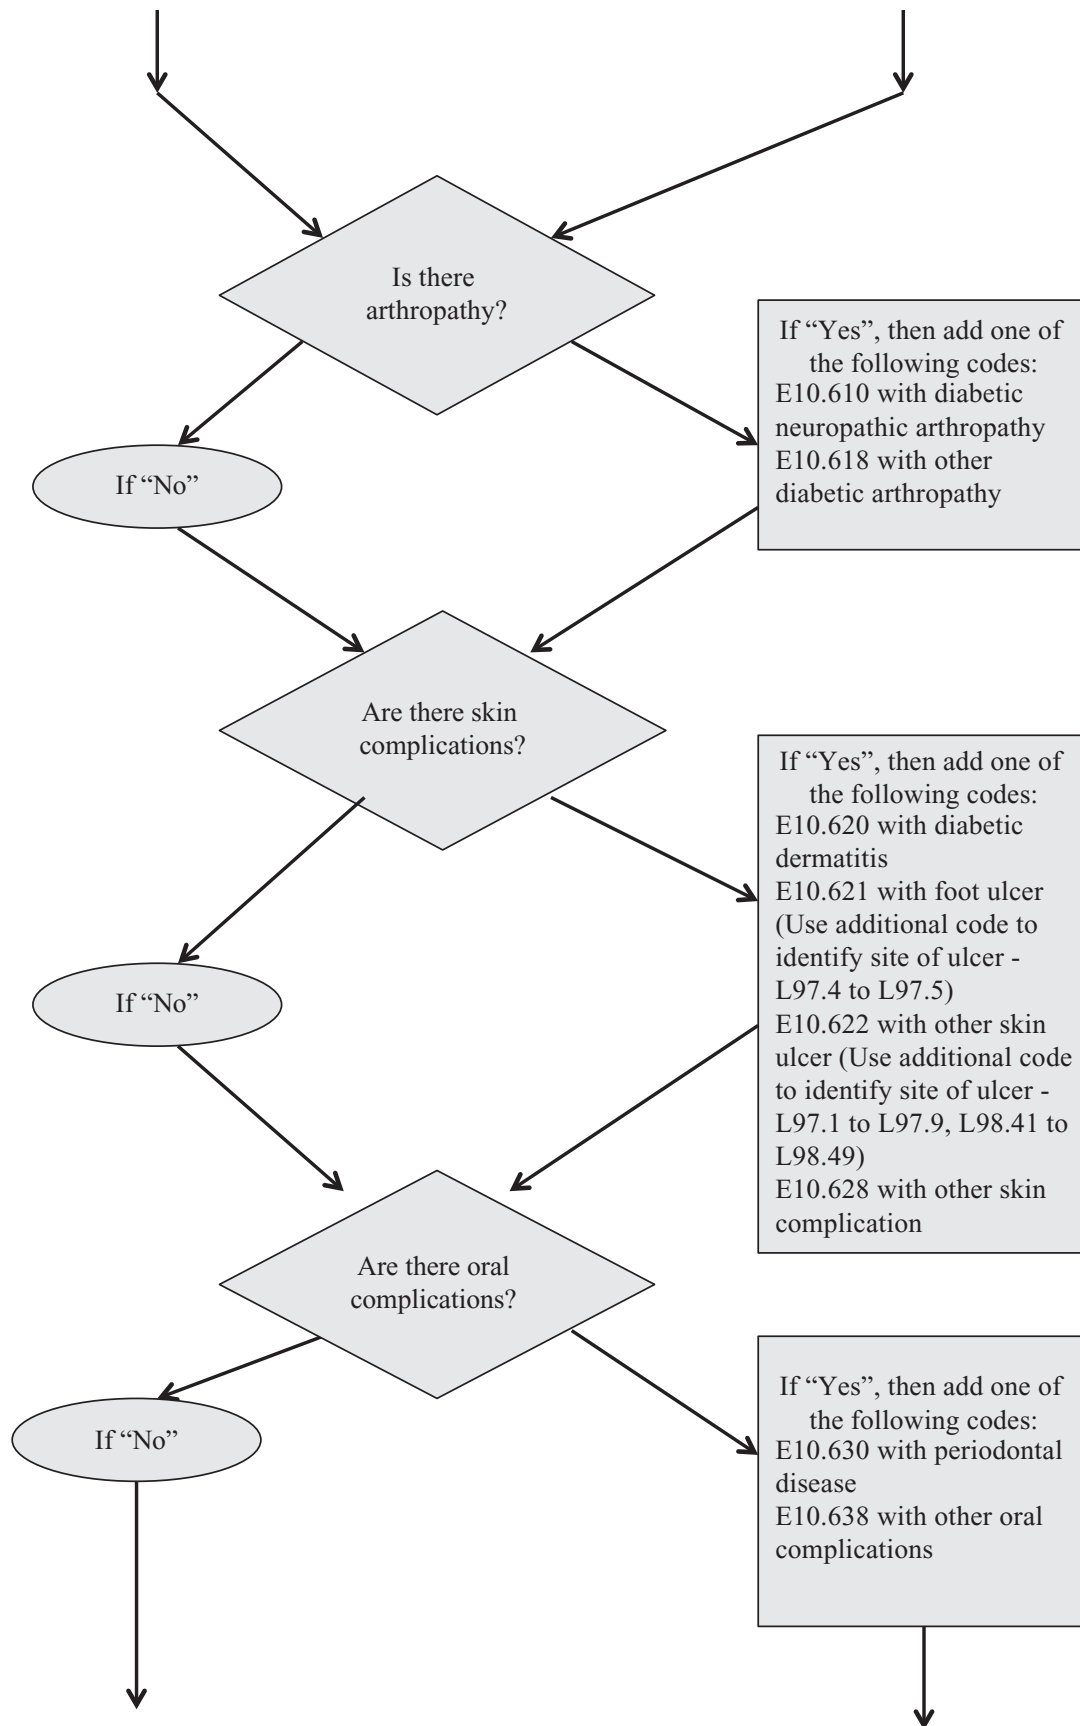 Is there
arthropathy?
If “Yes”, then add one of
the following codes:
E10.610 with diabetic
neuropathic arthropathy
E10.618 with other
diabetic arthropathy
If “No”
Are there skin
complications?
If “Yes”, then add one of
the following codes:
E10.620 with diabetic
dermatitis
E10.621 with foot ulcer
(Use additional code to
identify site of ulcer -
L97.4 to L97.5)
E10.622 with other skin
ulcer (Use additional code
to identify site of ulcer -
L97.1 to L97.9, L98.41 to
L98.49)
E10.628 with other skin
complication
If “No”
Are there oral
complications?
If “Yes”, then add one of
the following codes:
E10.630 with periodontal
disease
E10.638 with other oral
complications
If “No”